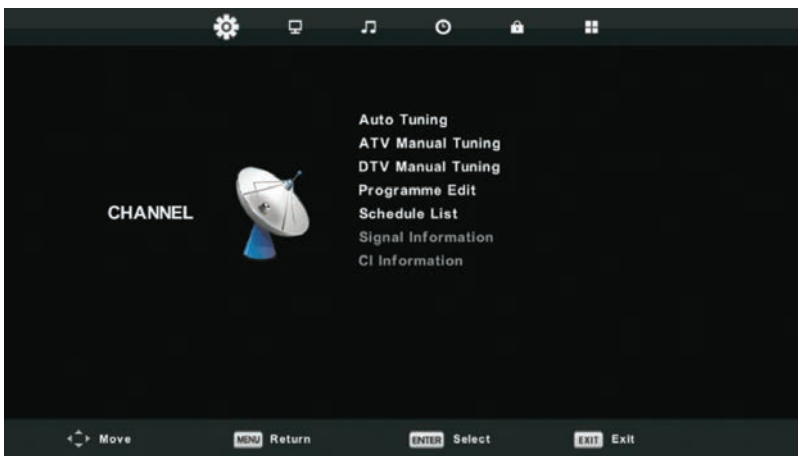 Auto Tuning
ATV Manual Tuning
DTV Manual Tuning
Programme Edit
CHANNEL
Schedule List
Signal Information
CI Information
Move MENU Return ENTER Select EXIT Exit